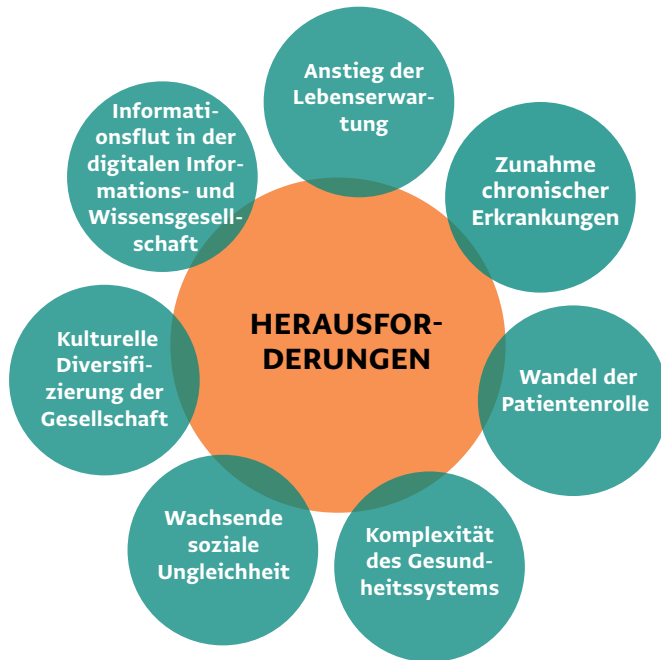 HERAUSFOR-
DERUNGEN
Anstieg der
Lebenserwar-
tung
Zunahme
chronischer
Erkrankungen
Wandel der
Patientenrolle
Komplexität
des Gesund-
heitssystems
Wachsende
soziale
Ungleichheit
Kulturelle
Diversifi-
zierung der
Gesellschaft
Informati-
onsflut in der
digitalen Infor-
mations- und
Wissensgesell-
schaft